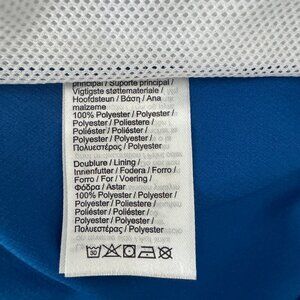 principal / Suporte principal /
Vigtigste støttemateriale /
Hoofdsteun / Βάση / Ana
malzeme
100% Polyester / Polyester /
Polyester / Poliestere /
Poliéster / Poliéster /
Polyester / Polyester /
Πολυεστέρας / Polyester
Doublure / Lining /
Innenfutter / Fodera / Forro
/ Forro / For / Voering /
Φόδρα / Astar
100% Polyester / Polyester /
Polyester / Poliestere /
Poliéster / Poliéster /
Polyester / Polyester /
Πολυεστέρας / Polyester
30